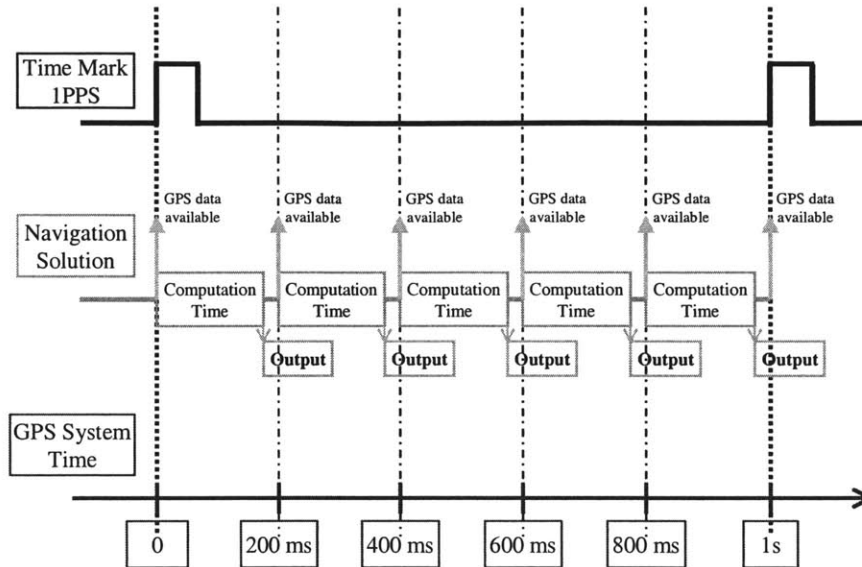 Time Mark
1PPS
GPS data
available
GPS data
available
GPS data
available
GPS data
available
GPS data
available
GPS data
available
Navigation
Solution
Computation
Time
Computation
Time
Computation
Time
Computation
Time
Computation
Time
Output
Output
Output
Output
Output
GPS System
Time
0
200 ms
400 ms
600 ms
800 ms
1s